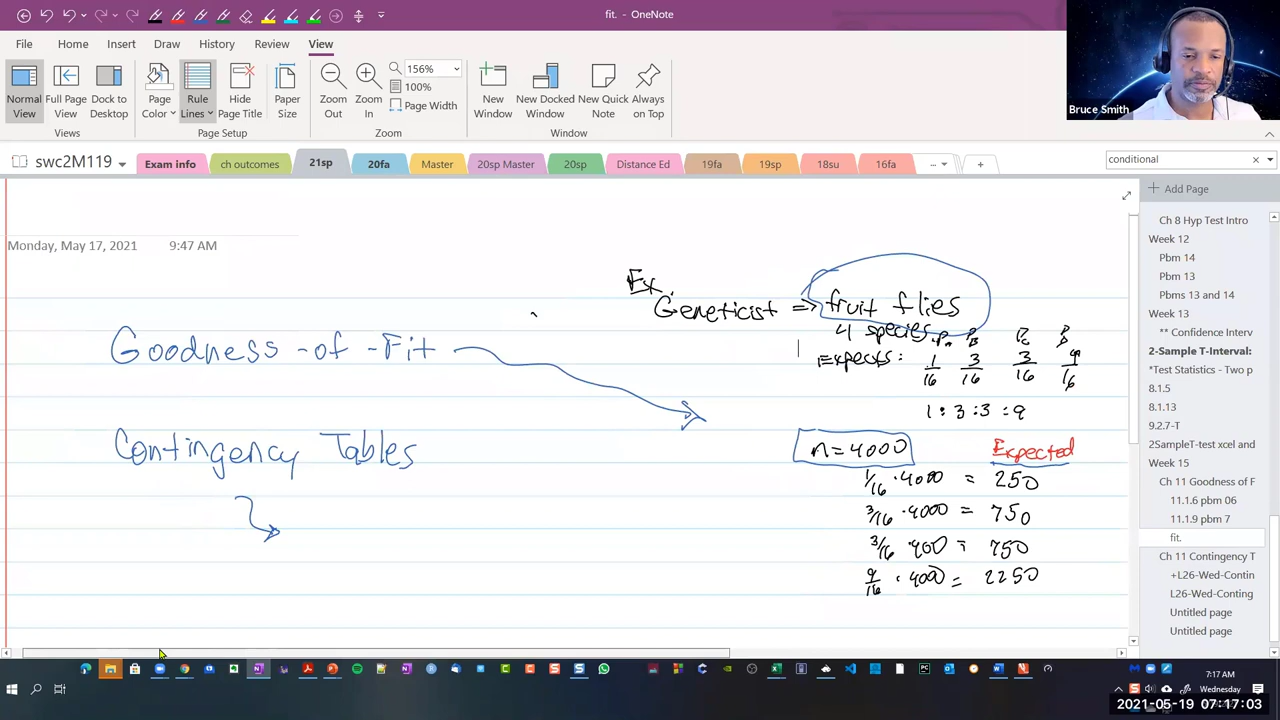 fit. - OneNote
File Home Insert Draw History Review View
156%
100%
Page Width
Normal View
Full Page View
Dock to Desktop
Page Color
Rule Lines
Hide Page Title
Paper Size
Zoom Out
Zoom In
New Window
New Docked Window
New Quick Note
Always on Top
Views
Page Setup
Zoom
Window
Bruce Smith
swc2M119
Exam info ch outcomes 21sp 20fa Master 20sp Master 20sp Distance Ed 19fa 19sp 18su 16fa
conditional
Add Page
Ch 8 Hyp Test Intro
Week 12
Pbm 14
Pbm 13
Pbms 13 and 14
Week 13
** Confidence Interv
2-Sample T-Interval:
*Test Statistics - Two p
8.1.5
8.1.13
9.2.7-T
2SampleT-test xcel and
Week 15
Ch 11 Goodness of F
11.1.6 pbm 06
11.1.9 pbm 7
fit.
Ch 11 Contingency T
+L26-Wed-Contin
L26-Wed-Conting
Untitled page
Untitled page
Monday, May 17, 2021 9:47 AM
Goodness-of-Fit
Contingency Tables
Ex.
Geneticist => fruit flies
4 species
Expects: 1/16 3/16 3/16 9/16
1:3:3:9
n=4000 Expected
1/16 · 4000 = 250
3/16 · 4000 = 750
3/16 · 400 = 750
9/16 · 4000 = 2250
7:17 AM
Wednesday
2021-05-19 07:17:03